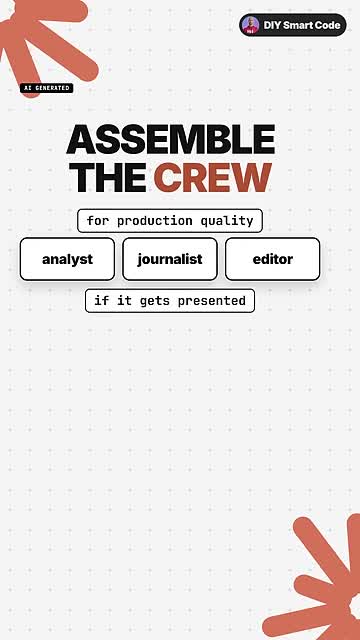 DIY Smart Code
AI GENERATED
ASSEMBLE
THE CREW
for production quality
analyst journalist editor
if it gets presented